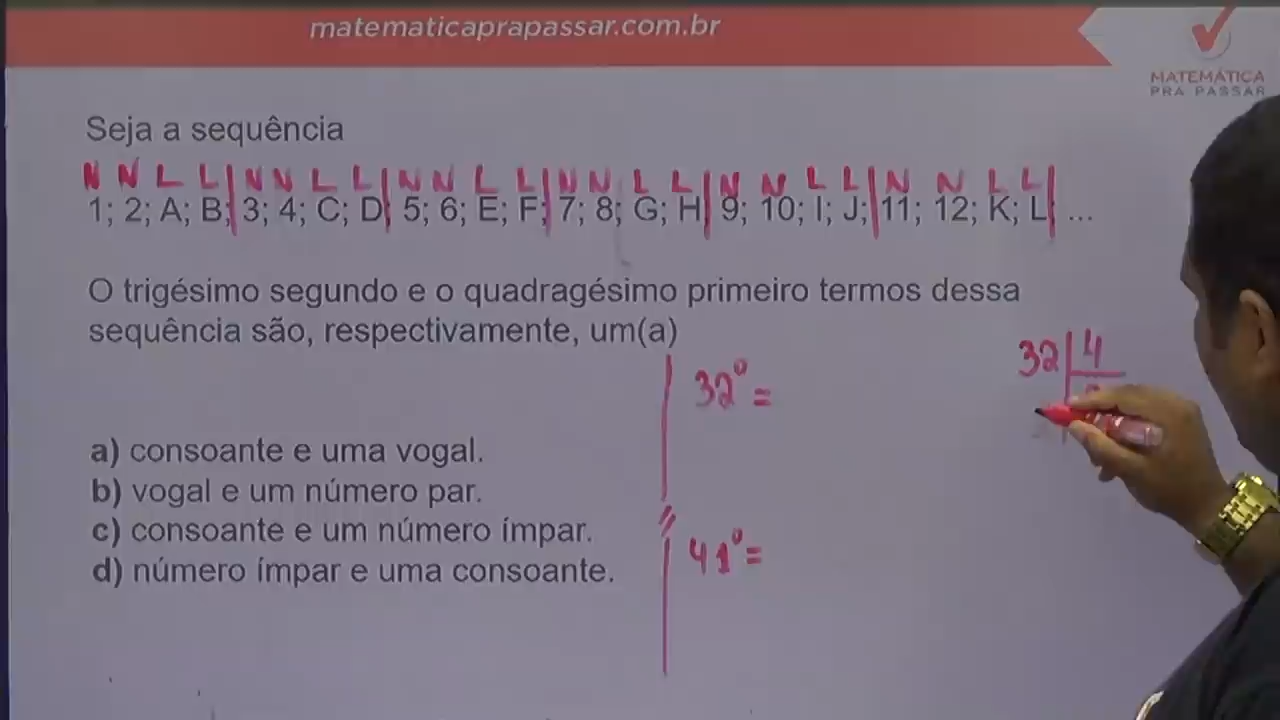 matematicaprapassar.com.br
MATEMÁTICA
PRA PASSAR
Seja a sequência
N N L L | N N L L | N N L L | N N L L | N N L L | N N L L |
1; 2; A; B; 3; 4; C; D; 5; 6; E; F; 7; 8; G; H; 9; 10; I; J; 11; 12; K; L; ...
O trigésimo segundo e o quadragésimo primeiro termos dessa
sequência são, respectivamente, um(a)
32 4
32º =
a) consoante e uma vogal.
b) vogal e um número par.
c) consoante e um número ímpar.
41º =
d) número ímpar e uma consoante.